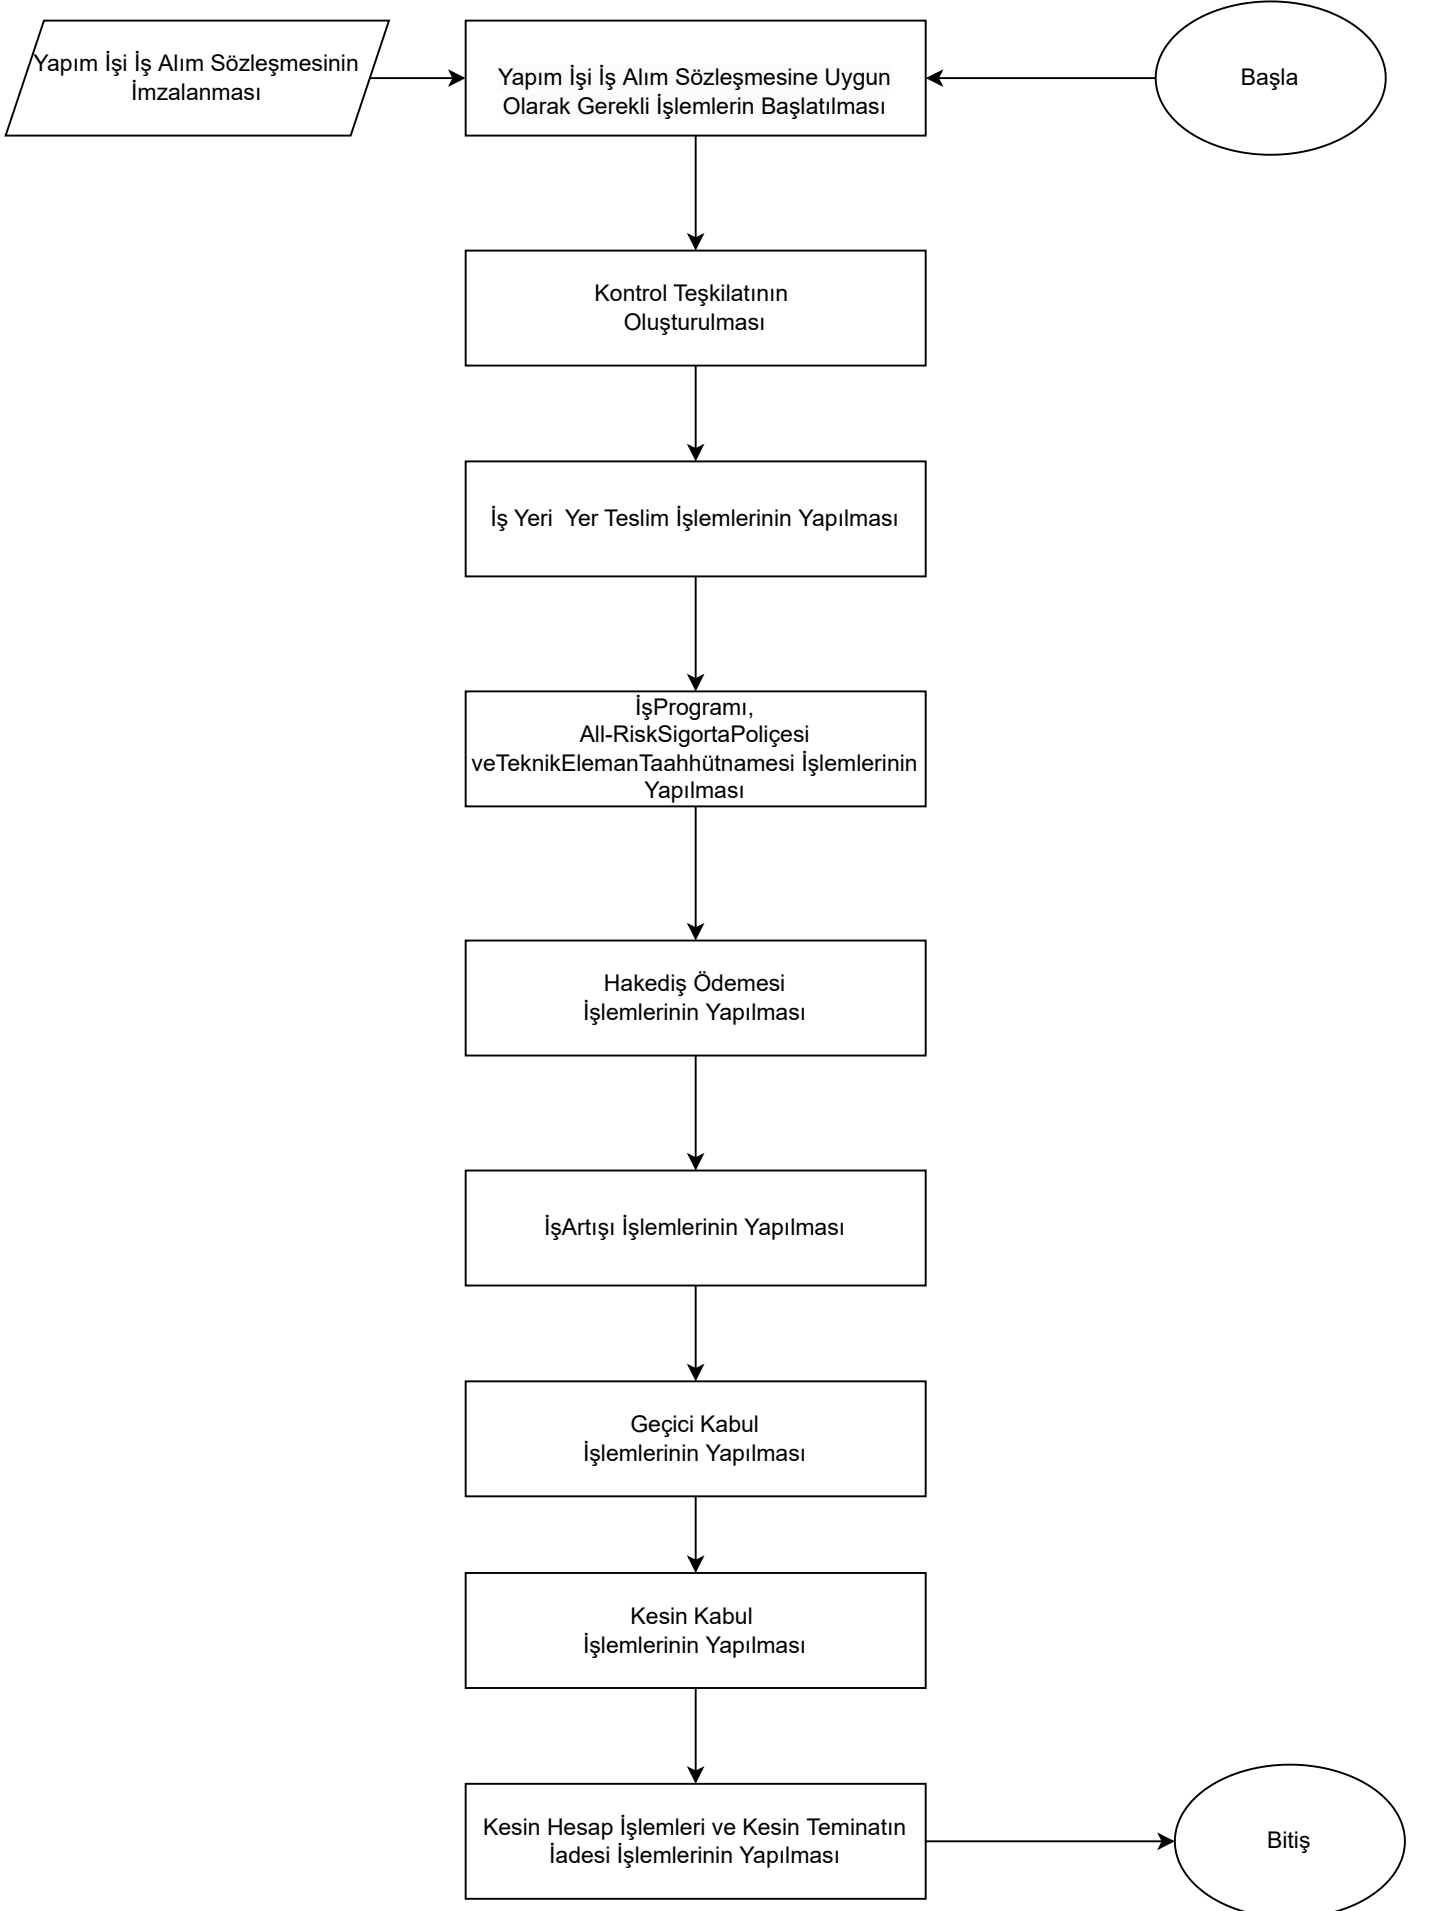 Yapım İşi İş Alım Sözleşmesinin
İmzalanması
Yapım İşi İş Alım Sözleşmesine Uygun
Olarak Gerekli İşlemlerin Başlatılması
Başla
Kontrol Teşkilatının
Oluşturulması
İş Yeri  Yer Teslim İşlemlerinin Yapılması
İşProgramı,
All-RiskSigortaPoliçesi
veTeknikElemanTaahhütnamesi İşlemlerinin
Yapılması
Hakediş Ödemesi
İşlemlerinin Yapılması
İşArtışı İşlemlerinin Yapılması
Geçici Kabul
İşlemlerinin Yapılması
Kesin Kabul
İşlemlerinin Yapılması
Kesin Hesap İşlemleri ve Kesin Teminatın
İadesi İşlemlerinin Yapılması
Bitiş